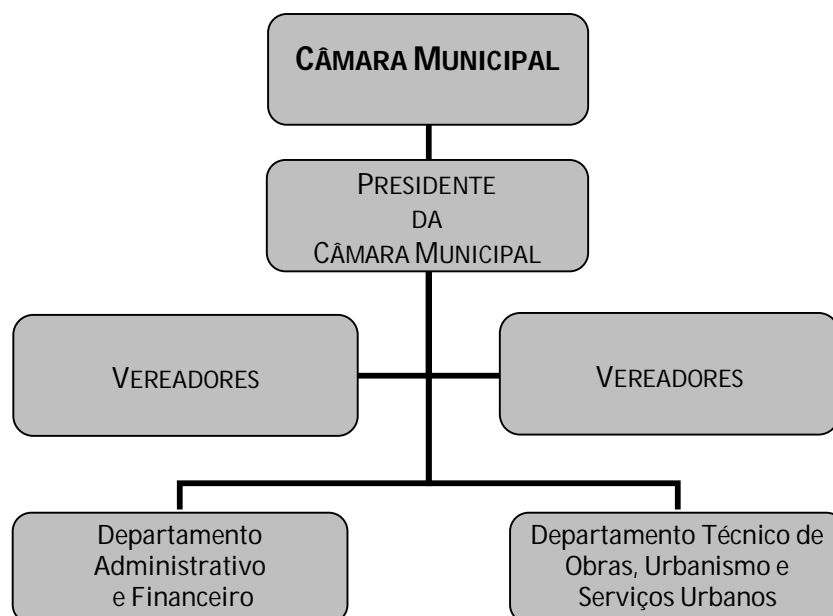 CÂMARA MUNICIPAL
PRESIDENTE
DA
CÂMARA MUNICIPAL
VEREADORES
VEREADORES
Departamento
Administrativo
e Financeiro
Departamento Técnico de
Obras, Urbanismo e
Serviços Urbanos